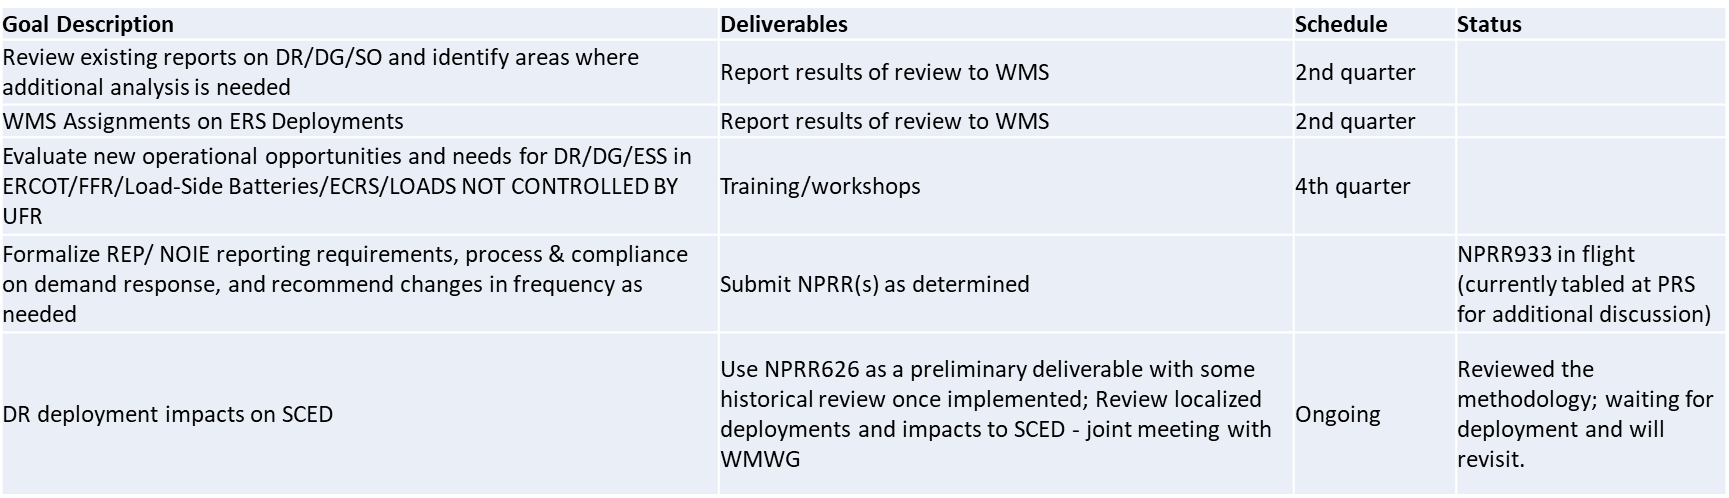 Goal Description Deliverables Schedule Status
Review existing reports on DR/DG/SO and identify areas where
additional analysis is needed
Report results of review to WMS
2nd quarter
WMS Assignments on ERS Deployments
Report results of review to WMS
2nd quarter
Evaluate new operational opportunities and needs for DR/DG/ESS in
ERCOT/FFR/Load-Side Batteries/ECRS/LOADS NOT CONTROLLED BY
UFR
Training/workshops
4th quarter
Formalize REP/ NOIE reporting requirements, process & compliance
on demand response, and recommend changes in frequency as
needed
Submit NPRR(s) as determined
NPRR933 in flight
(currently tabled at PRS
for additional discussion)
DR deployment impacts on SCED
Use NPRR626 as a preliminary deliverable with some
historical review once implemented; Review localized
deployments and impacts to SCED - joint meeting with
WMWG
Ongoing
Reviewed the
methodology; waiting for
deployment and will
revisit.